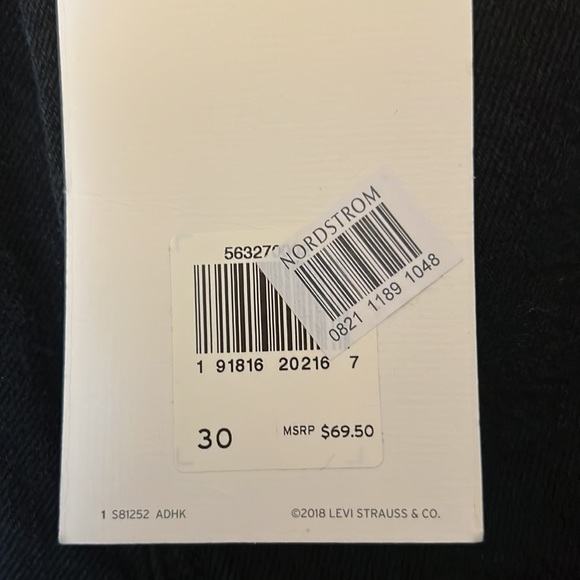 NORDSTROM
0821 1189 1048
1 91816 20216 7
30
MSRP $69.50
1 S81252 ADHK
©2018 LEVI STRAUSS & CO.